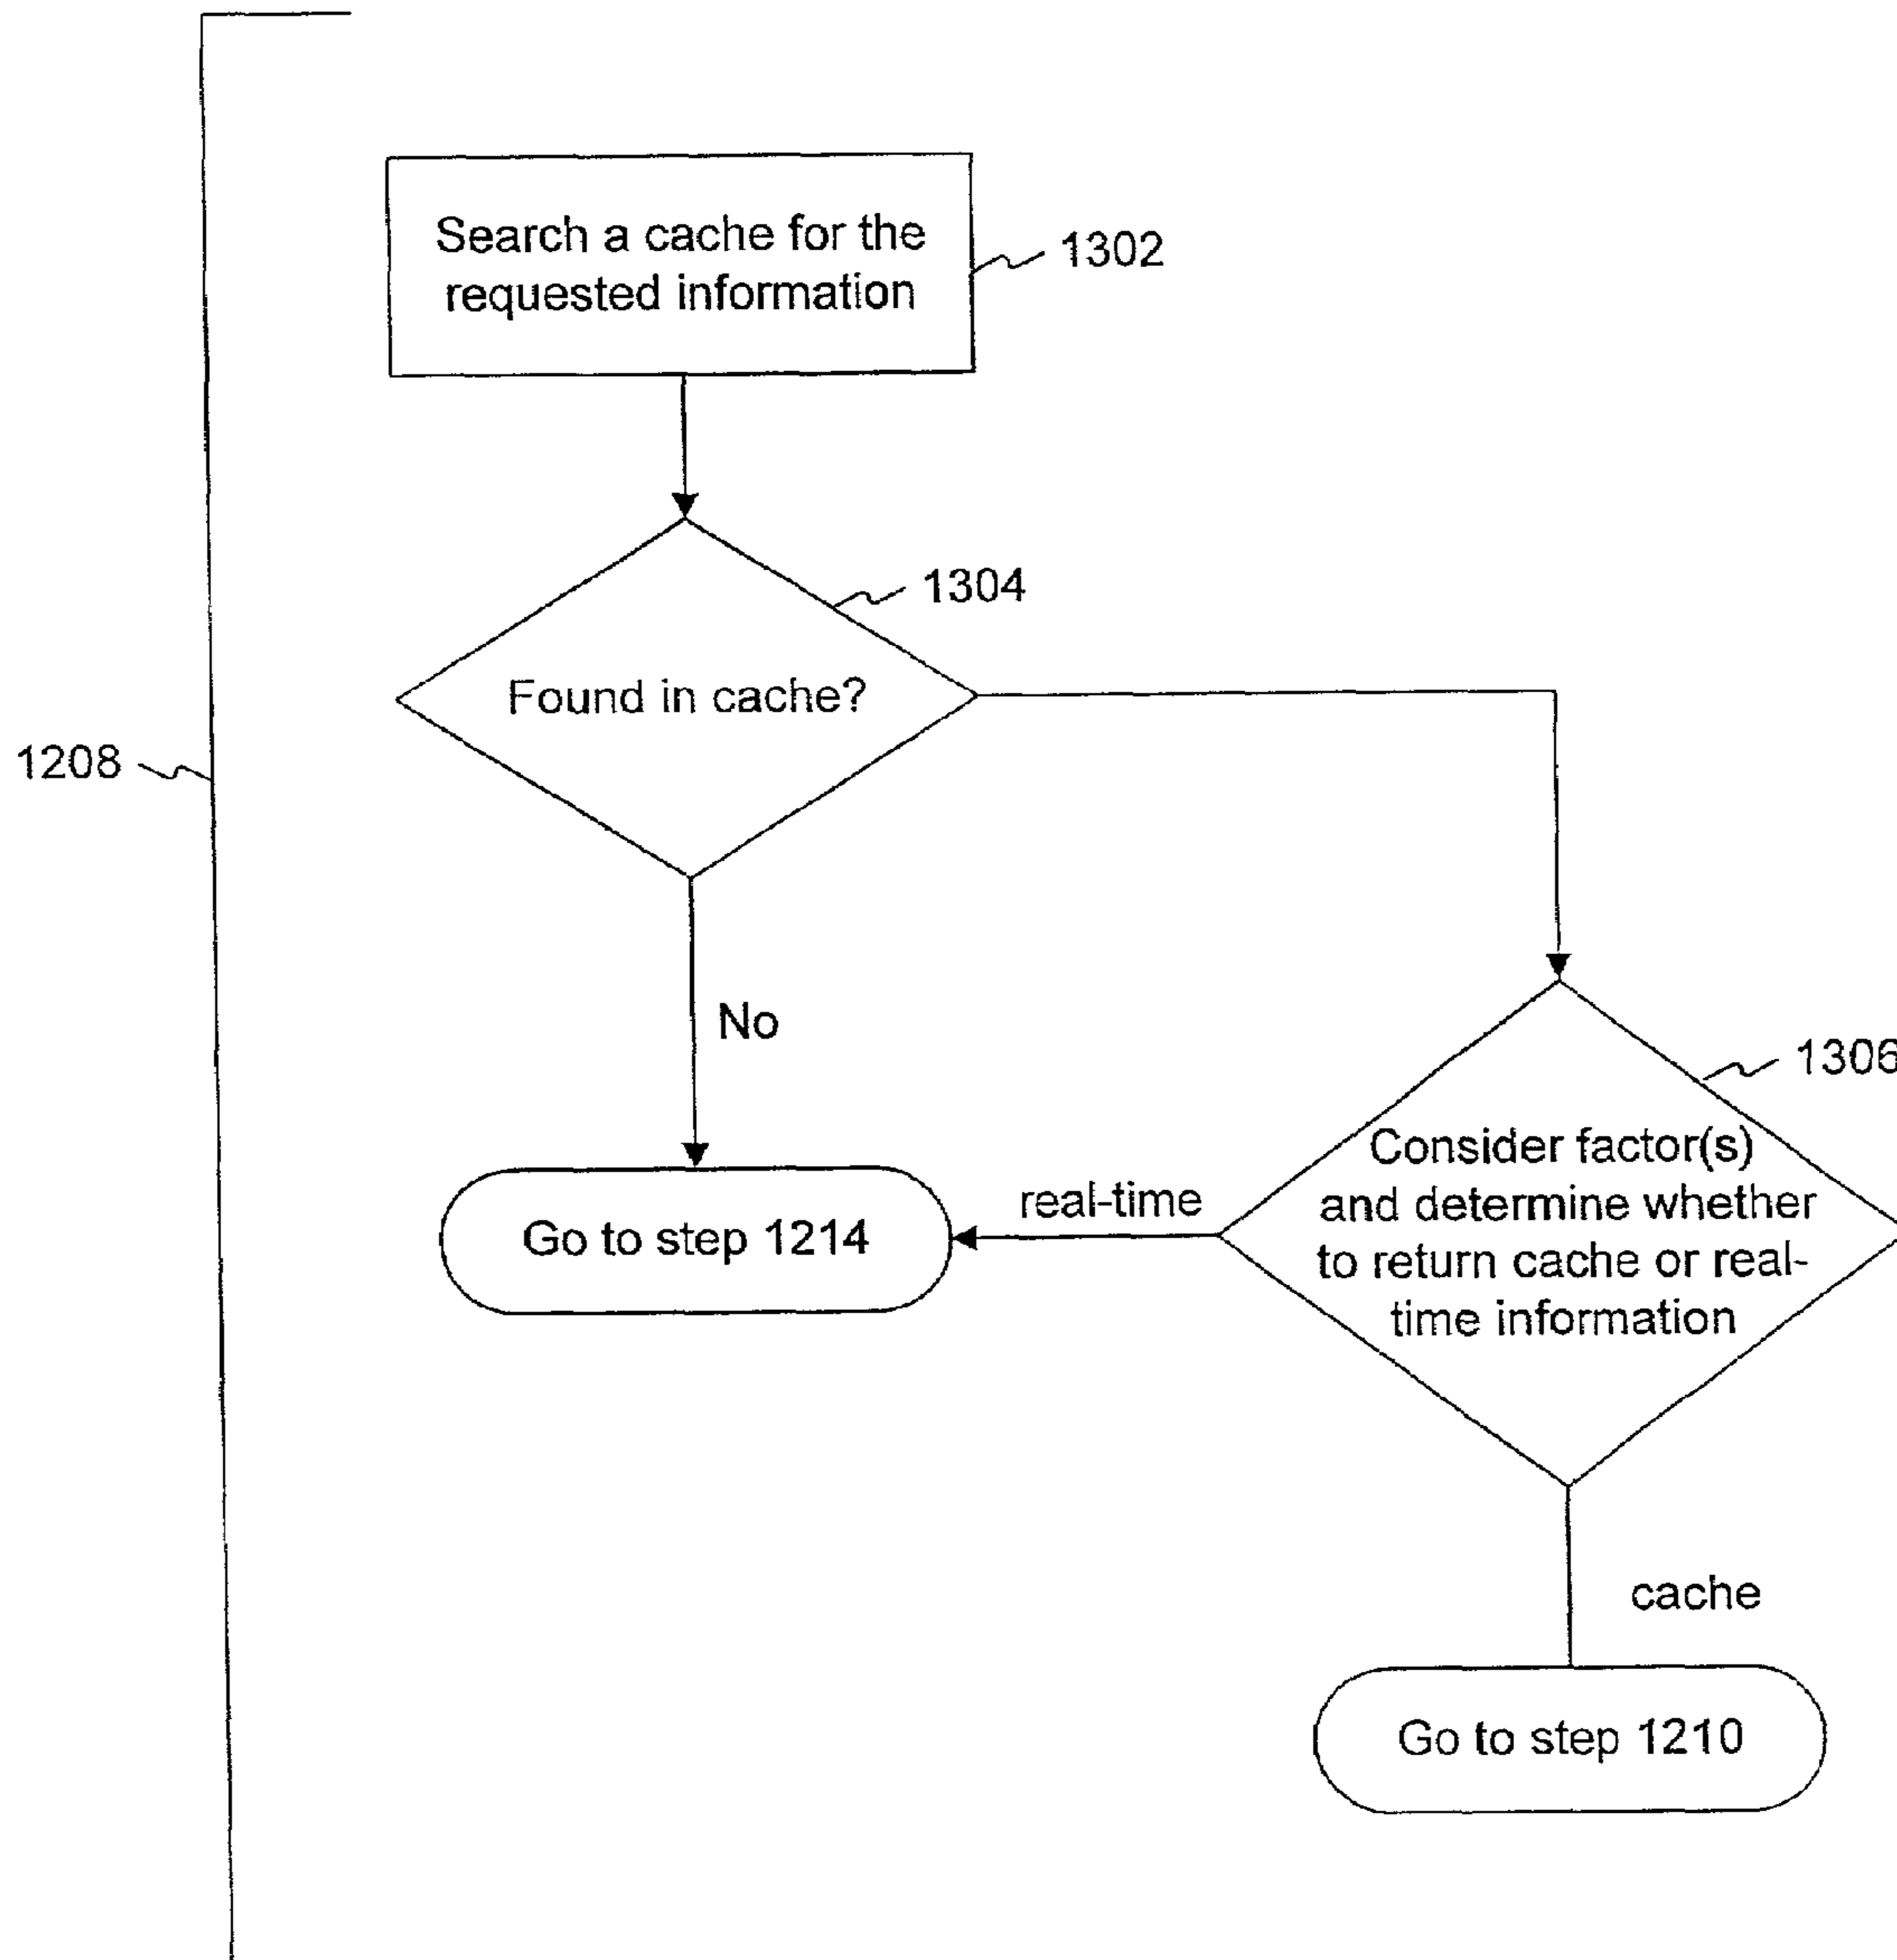 Search a cache for the
requested information
1302
1304
Found in cache?
1208
No
1306
Consider factor(s)
and determine whether
to return cache or real-
time information
real-time
Go to step 1214
cache
Go to step 1210